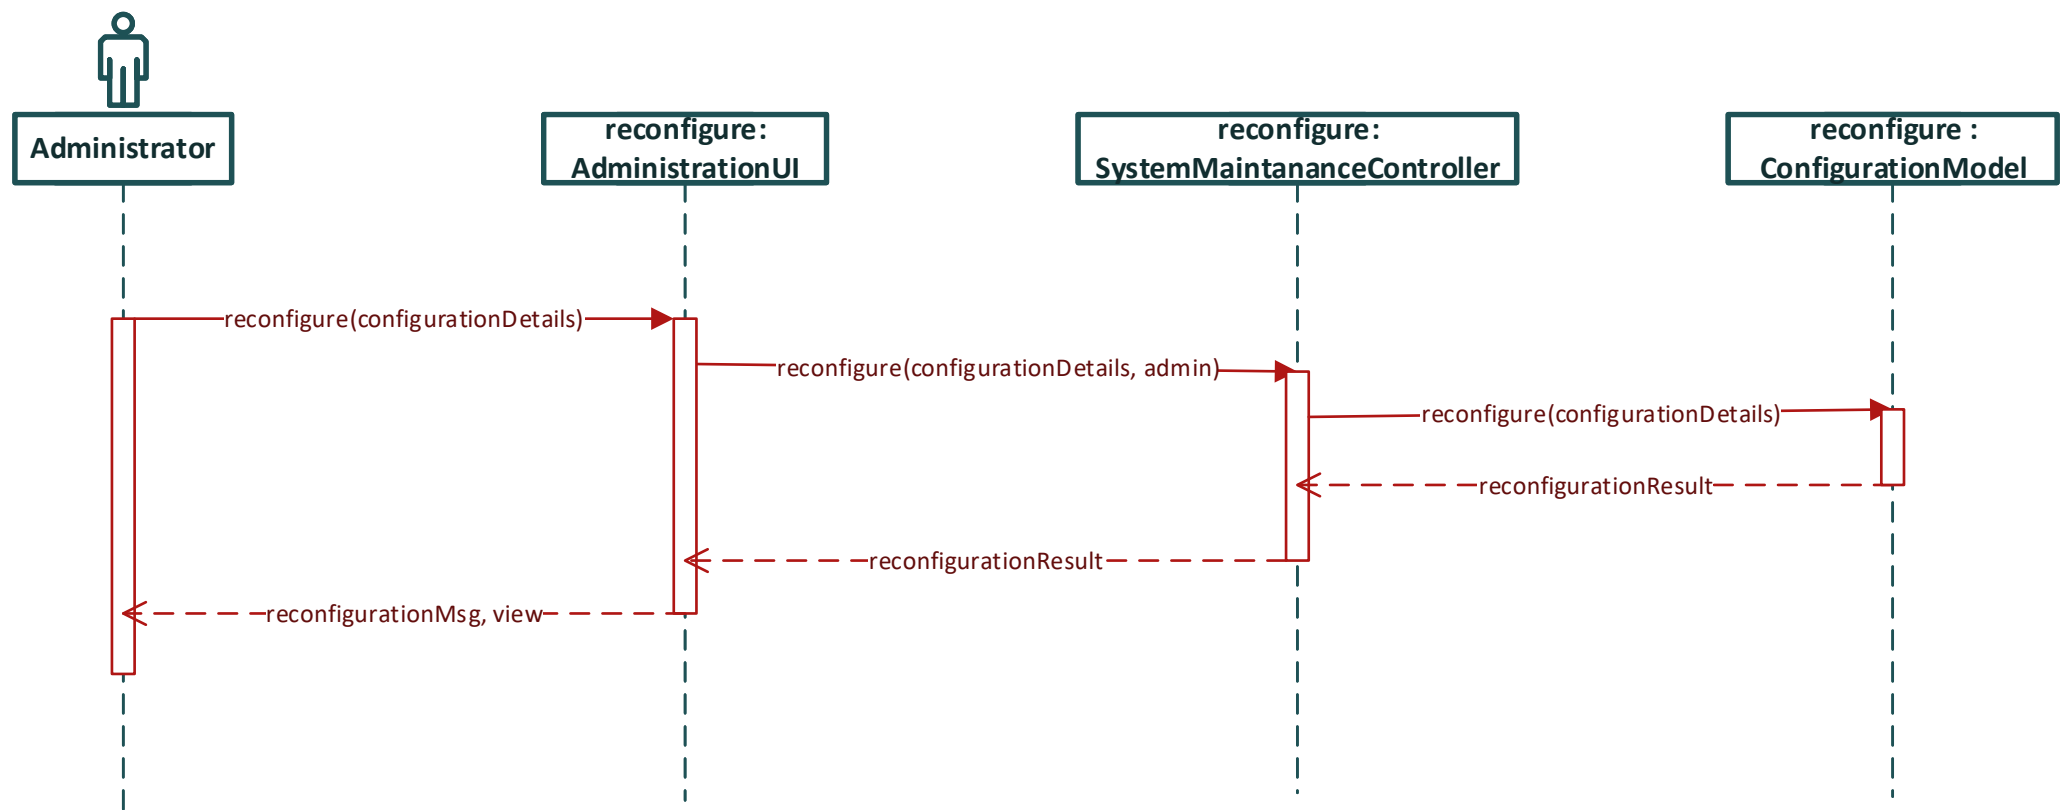 Administrator
reconfigure:
AdministrationUI
reconfigure:
SystemMaintananceController
reconfigure :
ConfigurationModel
reconfigure(configurationDetails)
reconfigure(configurationDetails, admin)
reconfigure(configurationDetails)
reconfigurationResult
reconfigurationResult
reconfigurationMsg, view